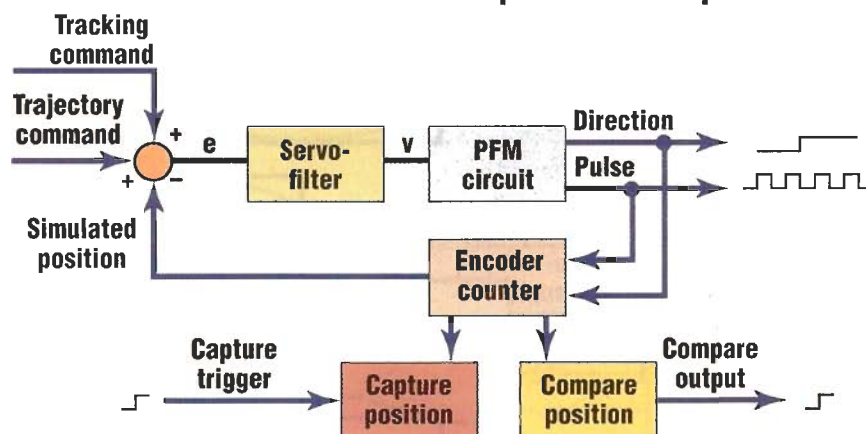 Tracking
command
Trajectory
command
+
+
−
e
Servo-
filter
v
PFM
circuit
Direction
Pulse
Simulated
position
Encoder
counter
Capture
trigger
Capture
position
Compare
position
Compare
output